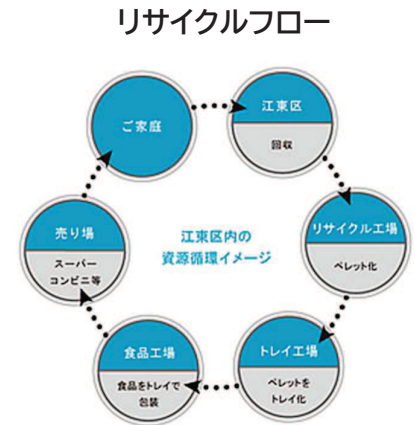 リサイクルフロー
ご家庭
江東区
回収
リサイクル工場
ペレット化
トレイ工場
ペレットを
トレイ化
食品工場
食品をトレイで
包装
売り場
スーパー
コンビニ等
江東区内の
資源循環イメージ